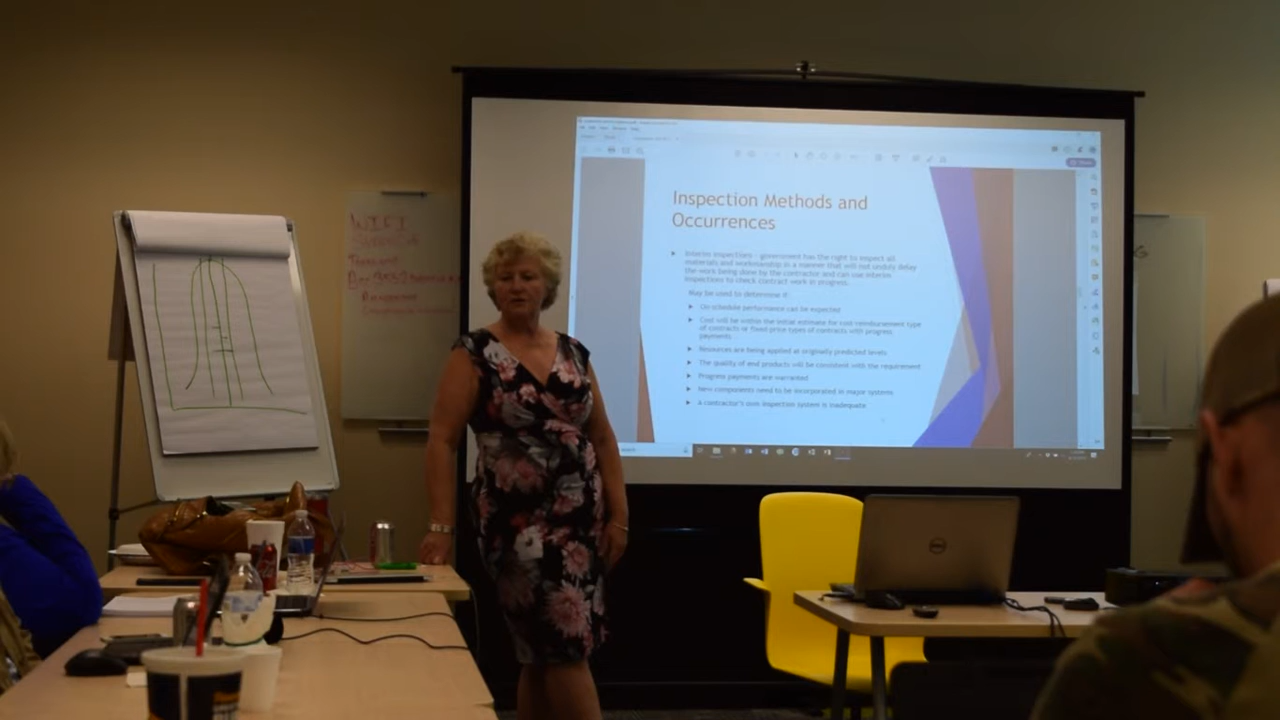 Inspection Methods and
Occurrences
Interim inspections - government has the right to inspect all
materials and workmanship in a manner that will not unduly delay
the work being done by the contractor and can use interim
inspections to check contract work in progress.
May be used to determine if:
On schedule performance can be expected
Cost will be within the initial estimate for cost reimbursement type
of contracts or fixed price types of contracts with progress
payments
Resources are being applied at originally predicted levels
The quality of end products will be consistent with the requirement
Progress payments are warranted
New components need to be incorporated in major systems
A contractor's own inspection system is inadequate
DELL